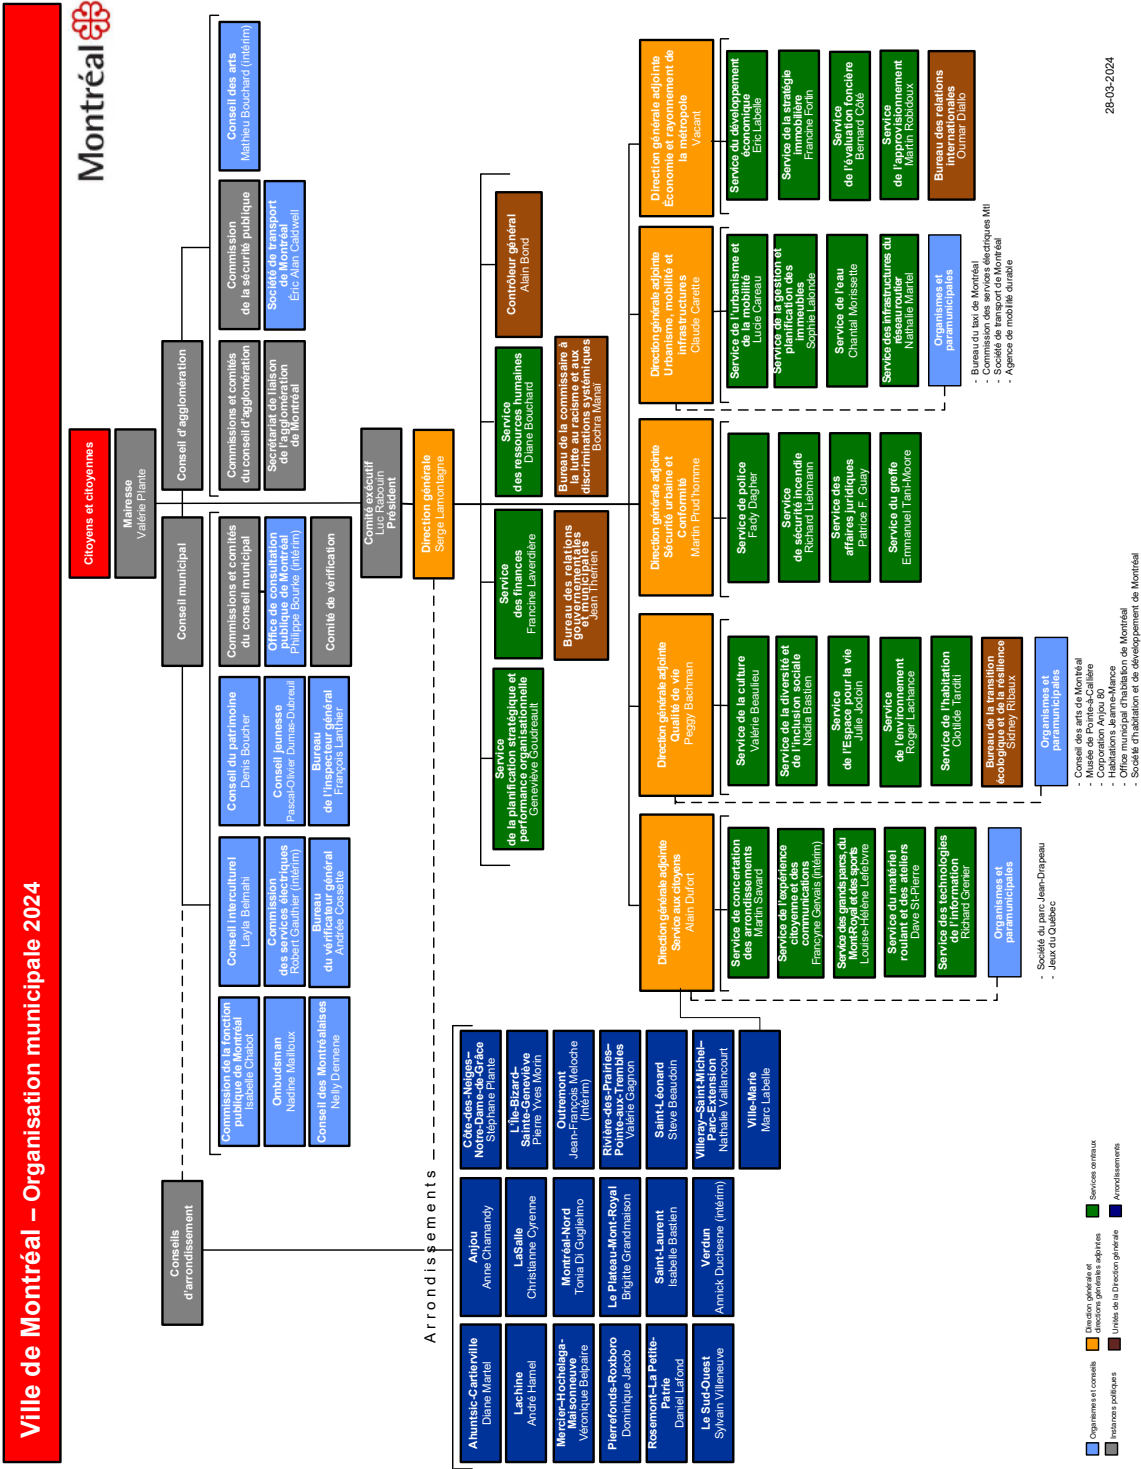 Ville de Montréal – Organisation municipale 2024
Montréal
Citoyens et citoyennes
Mairesse
Valérie Plante
Conseil municipal
Conseil d'agglomération
Conseils
d'arrondissement
Commission de la fonction
publique de Montréal
Isabelle Chabot
Conseil interculturel
Layla Belmahi
Conseil du patrimoine
Denis Boucher
Commissions et comités
du conseil municipal
Commissions et comités
du conseil d'agglomération
Commission
de la sécurité publique
Conseil des arts
Mathieu Bouchard (intérim)
Ombudsman
Nadine Mailloux
Commission
des services électriques
Robert Gauthier (intérim)
Conseil jeunesse
Pascal-Olivier Dumas-Dubreuil
Office de consultation
publique de Montréal
Philippe Bourke (intérim)
Secrétariat de liaison
de l'agglomération
de Montréal
Société de transport
de Montréal
Éric Alan Caldwell
Conseil des Montréalaises
Nelly Dennene
Bureau
du vérificateur général
Andrée Cossette
Bureau
de l'inspecteur général
François Lanthier
Comité de vérification
Comité exécutif
Luc Rabouin
Président
Direction générale
Serge Lamontagne
Arrondissements
Ahuntsic-Cartierville
Diane Martel
Anjou
Anne Chamandy
Côte-des-Neiges–
Notre-Dame-de-Grâce
Stéphane Plante
Lachine
André Hamel
LaSalle
Christianne Cyrenne
L'Île-Bizard–
Sainte-Geneviève
Pierre Yves Morin
Mercier–Hochelaga-
Maisonneuve
Véronique Belpaire
Montréal-Nord
Tonia Di Guglielmo
Outremont
Jean-François Meloche
(Intérim)
Pierrefonds-Roxboro
Dominique Jacob
Le Plateau-Mont-Royal
Brigitte Grandmaison
Rivière-des-Prairies–
Pointe-aux-Trembles
Valérie Gagnon
Rosemont–La Petite-
Patrie
Daniel Lafond
Saint-Laurent
Isabelle Bastien
Saint-Léonard
Steve Beaudoin
Le Sud-Ouest
Sylvain Villeneuve
Verdun
Annick Duchesne (intérim)
Villeray–Saint-Michel–
Parc-Extension
Nathalie Vaillancourt
Ville-Marie
Marc Labelle
Service
de la planification stratégique et
performance organisationnelle
Geneviève Goudreault
Service
des finances
Francine Laverdière
Service
des ressources humaines
Diane Bouchard
Contrôleur général
Alain Bond
Bureau des relations
gouvernementales
et municipales
Jean Therrien
Bureau de la commissaire à
la lutte au racisme et aux
discriminations systémiques
Bochra Manaï
Direction générale adjointe
Service aux citoyens
Alain Dufort
Service de concertation
des arrondissements
Martin Savard
Service de l'expérience
citoyenne et des
communications
Francyne Gervais (intérim)
Service des grands parcs, du
Mont-Royal et des sports
Louise-Hélène Lefebvre
Service du matériel
roulant et des ateliers
Dave St-Pierre
Service des technologies
de l'information
Richard Grenier
Organismes et
paramunicipales
- Société du parc Jean-Drapeau
- Jeux du Québec
Direction générale adjointe
Qualité de vie
Peggy Bachman
Service de la culture
Valérie Beaulieu
Service de la diversité et
de l'inclusion sociale
Nadia Bastien
Service
de l'Espace pour la vie
Julie Jodoin
Service
de l'environnement
Roger Lachance
Service de l'habitation
Clotilde Tarditi
Bureau de la transition
écologique et de la résilience
Sidney Ribaux
Organismes et
paramunicipales
- Conseil des arts de Montréal
- Musée de Pointe-à-Callière
- Corporation Anjou 80
- Habitations Jeanne-Mance
- Office municipal d'habitation de Montréal
- Société d'habitation et de développement de Montréal
Direction générale adjointe
Sécurité urbaine et
Conformité
Martin Prud'homme
Service de police
Fady Dagher
Service
de sécurité incendie
Richard Liebmann
Service des
affaires juridiques
Patrice F. Guay
Service du greffe
Emmanuel Tani-Moore
Direction générale adjointe
Urbanisme, mobilité et
infrastructures
Claude Carette
Service de l'urbanisme et
de la mobilité
Lucie Careau
Service de la gestion et
planification des
immeubles
Sophie Lalonde
Service de l'eau
Chantal Morissette
Service des infrastructures du
réseau routier
Nathalie Martel
Organismes et
paramunicipales
- Bureau du taxi de Montréal
- Commission des services électriques Mtl
- Société de transport de Montréal
- Agence de mobilité durable
Direction générale adjointe
Économie et rayonnement de
la métropole
Vacant
Service du développement
économique
Eric Labelle
Service de la stratégie
immobilière
Francine Fortin
Service
de l'évaluation foncière
Bernard Côté
Service
de l'approvisionnement
Martin Robidoux
Bureau des relations
internationales
Oumar Diallo
Organismes et conseils
Direction générale et
directions générales adjointes
Services centraux
Instances politiques
Unités de la Direction générale
Arrondissements
28-03-2024